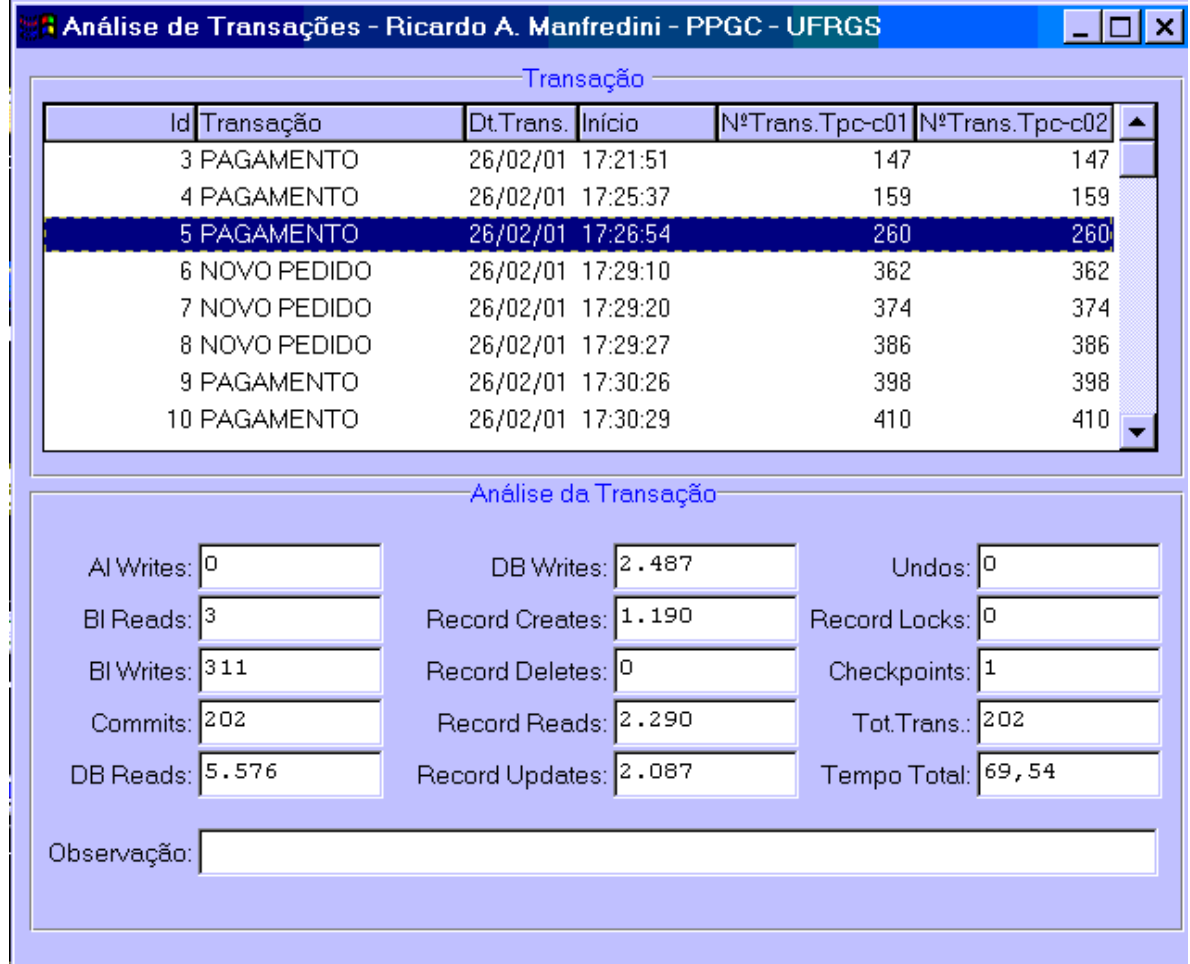 Análise de Transações - Ricardo A. Manfredini - PPGC - UFRGS
Transação
Id Transação Dt.Trans. Início NºTrans.Tpc-c01 NºTrans.Tpc-c02
3 PAGAMENTO 26/02/01 17:21:51 147 147
4 PAGAMENTO 26/02/01 17:25:37 159 159
5 PAGAMENTO 26/02/01 17:26:54 260 260
6 NOVO PEDIDO 26/02/01 17:29:10 362 362
7 NOVO PEDIDO 26/02/01 17:29:20 374 374
8 NOVO PEDIDO 26/02/01 17:29:27 386 386
9 PAGAMENTO 26/02/01 17:30:26 398 398
10 PAGAMENTO 26/02/01 17:30:29 410 410
Análise da Transação
AI Writes: 0 DB Writes: 2.487 Undos: 0
BI Reads: 3 Record Creates: 1.190 Record Locks: 0
BI Writes: 311 Record Deletes: 0 Checkpoints: 1
Commits: 202 Record Reads: 2.290 Tot.Trans.: 202
DB Reads: 5.576 Record Updates: 2.087 Tempo Total: 69,54
Observação: